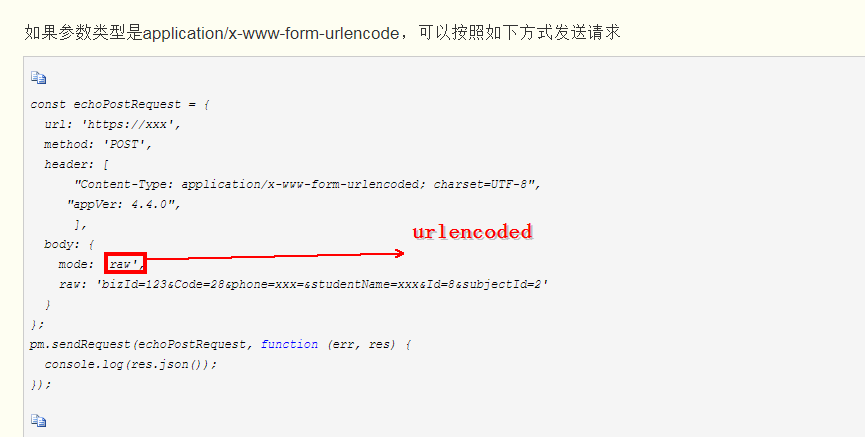 如果参数类型是application/x-www-form-urlencode，可以按照如下方式发送请求
const echoPostRequest = {
url: 'https://xxx',
method: 'POST',
header: [
"Content-Type: application/x-www-form-urlencoded; charset=UTF-8",
"appVer: 4.4.0",
],
urlencoded
body: {
mode: 'raw',
raw: 'bizId=123&Code=28&phone=xxx=&studentName=xxx&Id=8&subjectId=2'
}
};
pm.sendRequest(echoPostRequest, function (err, res) {
console.log(res.json());
});